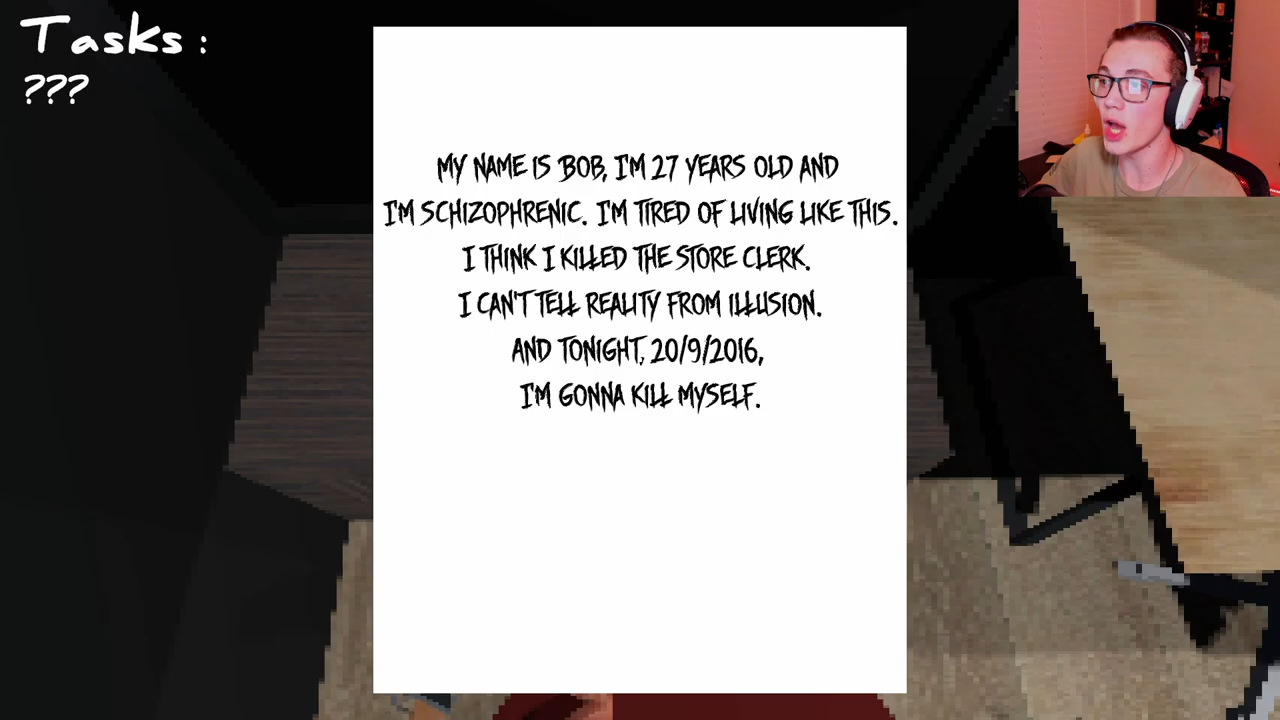 Tasks :
???
MY NAME IS BOB, I'M 27 YEARS OLD AND
I'M SCHIZOPHRENIC. I'M TIRED OF LIVING LIKE THIS.
I THINK I KILLED THE STORE CLERK.
I CAN'T TELL REALITY FROM ILLUSION.
AND TONIGHT, 20/9/2016,
I'M GONNA KILL MYSELF.